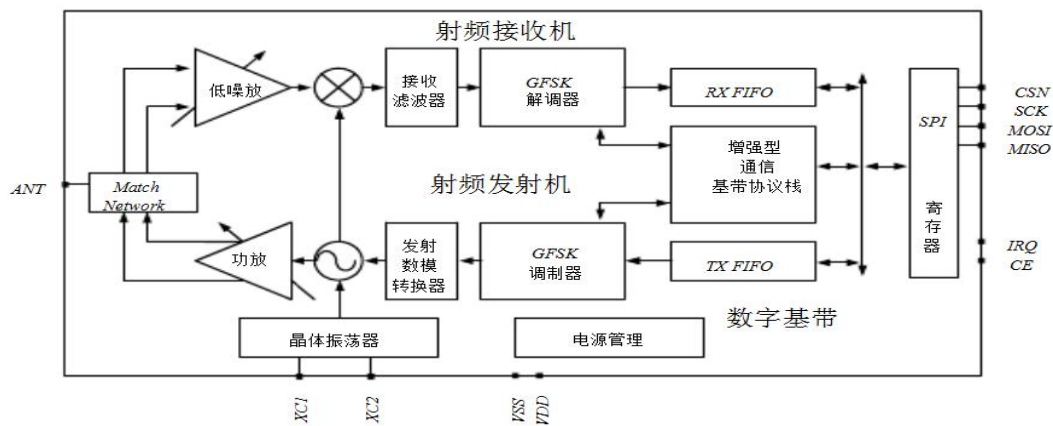 射频接收机
低噪放
接收
滤波器
GFSK
解调器
RX FIFO
SPI
寄
存
器
CSN
SCK
MOSI
MISO
增强型
通信
基带协议栈
ANT
Match
Network
射频发射机
功放
发射
数模
转换器
GFSK
调制器
TX FIFO
IRQ
CE
数字基带
晶体振荡器
电源管理
XC1
XC2
VSS
VDD